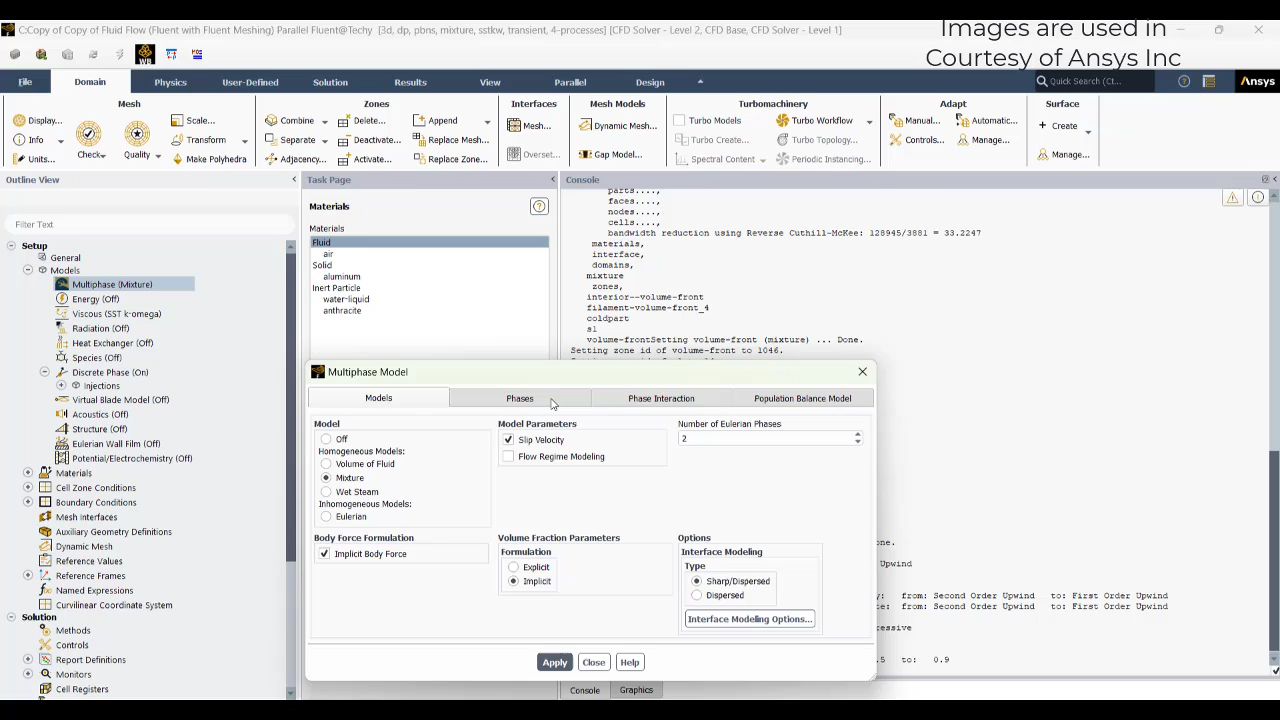 C:Copy of Copy of Fluid Flow (Fluent with Fluent Meshing) Parallel Fluent@Techy [3d, dp, pbns, mixture, sstkw, transient, 4-processes] [CFD Solver - Level 2, CFD Base, CFD Solver - Level 1]
Images are used in
Courtesy of Ansys Inc
WB
File Domain Physics User-Defined Solution Results View Parallel Design Quick Search (Ct... Ansys
Mesh Zones Interfaces Mesh Models Turbomachinery Adapt Surface
Display... Scale... Combine Delete... Append Mesh... Dynamic Mesh... Turbo Models Turbo Workflow Manual... Automatic... Create
Info Check Quality Transform Separate Deactivate... Replace Mesh... Turbo Create... Turbo Topology... Controls... Manage...
Units... Make Polyhedra Adjacency... Activate... Replace Zone... Overset... Gap Model... Spectral Content Periodic Instancing... Manage...
Outline View
Filter Text
Setup
General
Models
Multiphase (Mixture)
Energy (Off)
Viscous (SST k-omega)
Radiation (Off)
Heat Exchanger (Off)
Species (Off)
Discrete Phase (On)
Injections
Virtual Blade Model (Off)
Acoustics (Off)
Structure (Off)
Eulerian Wall Film (Off)
Potential/Electrochemistry (Off)
Materials
Cell Zone Conditions
Boundary Conditions
Mesh Interfaces
Auxiliary Geometry Definitions
Dynamic Mesh
Reference Values
Reference Frames
Named Expressions
Curvilinear Coordinate System
Solution
Methods
Controls
Report Definitions
Monitors
Cell Registers
Task Page
Materials
Materials
Fluid
air
Solid
aluminum
Inert Particle
water-liquid
anthracite
Console
parts....,
faces....,
nodes....,
cells....,
bandwidth reduction using Reverse Cuthill-McKee: 128945/3881 = 33.2247
materials,
interface,
domains,
mixture
zones,
interior--volume-front
filament-volume-front_4
coldpart
sl
volume-frontSetting volume-front (mixture) ... Done.
Setting zone id of volume-front to 1046.
one.
Upwind
from: Second Order Upwind to: First Order Upwind
te: from: Second Order Upwind to: First Order Upwind
ressive
.5 to: 0.9
Multiphase Model
Models Phases Phase Interaction Population Balance Model
Model
Off
Homogeneous Models:
Volume of Fluid
Mixture
Wet Steam
Inhomogeneous Models:
Eulerian
Body Force Formulation
Implicit Body Force
Model Parameters
Slip Velocity
Flow Regime Modeling
Volume Fraction Parameters
Formulation
Explicit
Implicit
Number of Eulerian Phases
2
Options
Interface Modeling
Type
Sharp/Dispersed
Dispersed
Interface Modeling Options...
Apply Close Help
Console Graphics